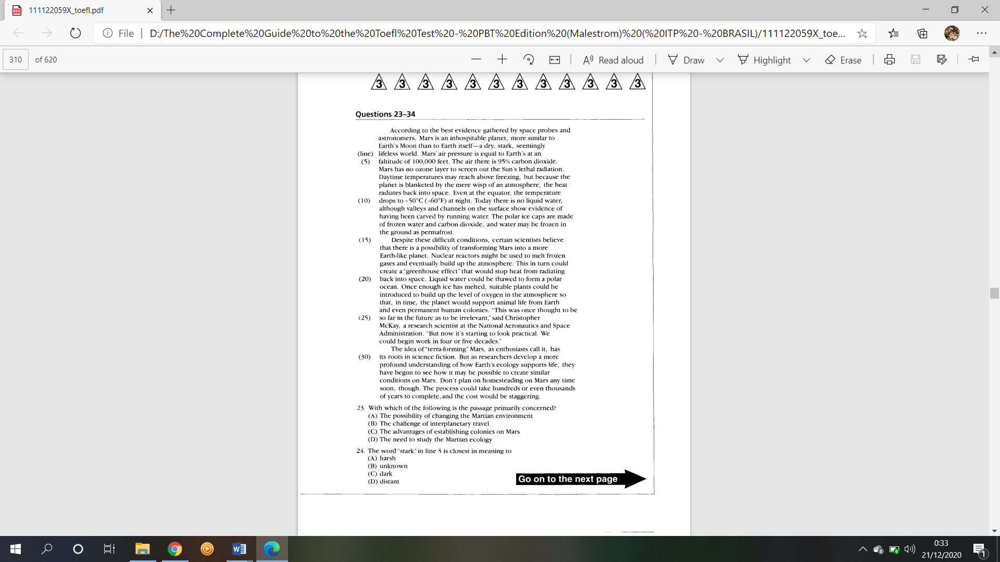 111122059X_toefl.pdf
File
D:/The%20Complete%20Guide%20to%20the%20Toefl%20Test%20-%20PBT%20Edition%20(Malestrom)%20(%20ITP%20-%20BRASIL)/111122059X_toe...
310 of 620
Read aloud
Draw
Highlight
Erase
3 3 3 3 3 3 3 3 3 3 3 3
Questions 23–34
According to the best evidence gathered by space probes and
astronomers, Mars is an inhospitable planet, more similar to
Earth's Moon than to Earth itself—a dry, stark, seemingly
(line) lifeless world. Mars' air pressure is equal to Earth's at an
(5) faltitude of 100,000 feet. The air there is 95% carbon dioxide.
Mars has no ozone layer to screen out the Sun's lethal radiation.
Daytime temperatures may reach above freezing, but because the
planet is blanketed by the mere wisp of an atmosphere, the heat
radiates back into space. Even at the equator, the temperature
(10) drops to –50°C (–60°F) at night. Today there is no liquid water,
although valleys and channels on the surface show evidence of
having been carved by running water. The polar ice caps are made
of frozen water and carbon dioxide, and water may be frozen in
the ground as permafrost.
(15) Despite these difficult conditions, certain scientists believe
that there is a possibility of transforming Mars into a more
Earth-like planet. Nuclear reactors might be used to melt frozen
gases and eventually build up the atmosphere. This in turn could
create a "greenhouse effect" that would stop heat from radiating
(20) back into space. Liquid water could be thawed to form a polar
ocean. Once enough ice has melted, suitable plants could be
introduced to build up the level of oxygen in the atmosphere so
that, in time, the planet would support animal life from Earth
and even permanent human colonies. "This was once thought to be
(25) so far in the future as to be irrelevant," said Christopher
McKay, a research scientist at the National Aeronautics and Space
Administration. "But now it's starting to look practical. We
could begin work in four or five decades."
The idea of "terra-forming" Mars, as enthusiasts call it, has
(30) its roots in science fiction. But as researchers develop a more
profound understanding of how Earth's ecology supports life, they
have begun to see how it may be possible to create similar
conditions on Mars. Don't plan on homesteading on Mars any time
soon, though. The process could take hundreds or even thousands
of years to complete, and the cost would be staggering.
23. With which of the following is the passage primarily concerned?
(A) The possibility of changing the Martian environment
(B) The challenge of interplanetary travel
(C) The advantages of establishing colonies on Mars
(D) The need to study the Martian ecology
24. The word "stark" in line 3 is closest in meaning to
(A) harsh
(B) unknown
(C) dark
(D) distant
Go on to the next page
0:33
21/12/2020
1